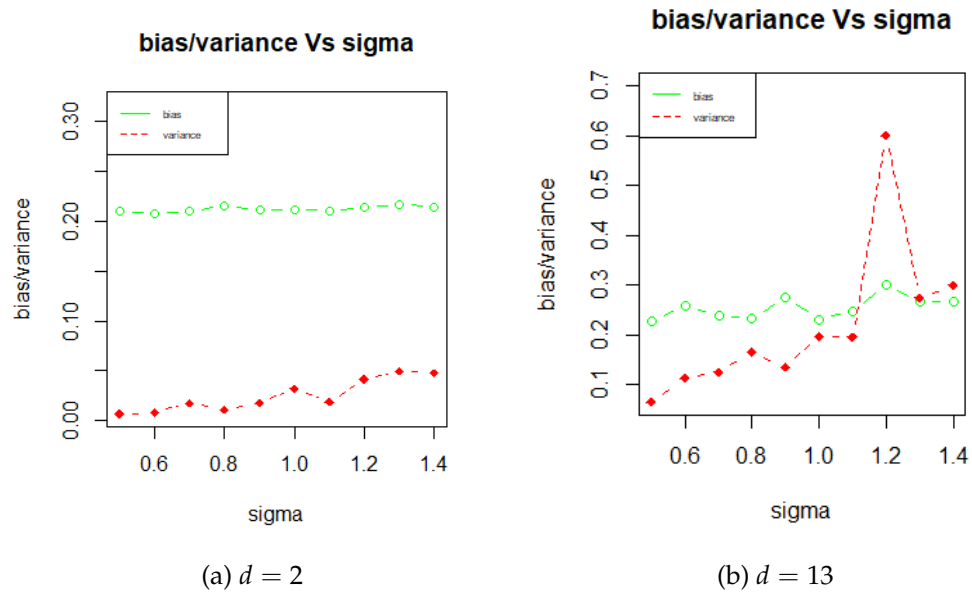 bias/variance Vs sigma
bias
variance
0.00
0.10
0.20
0.30
bias/variance
0.6
0.8
1.0
1.2
1.4
sigma
(a) d = 2
bias/variance Vs sigma
bias
variance
0.1
0.2
0.3
0.4
0.5
0.6
0.7
bias/variance
0.6
0.8
1.0
1.2
1.4
sigma
(b) d = 13